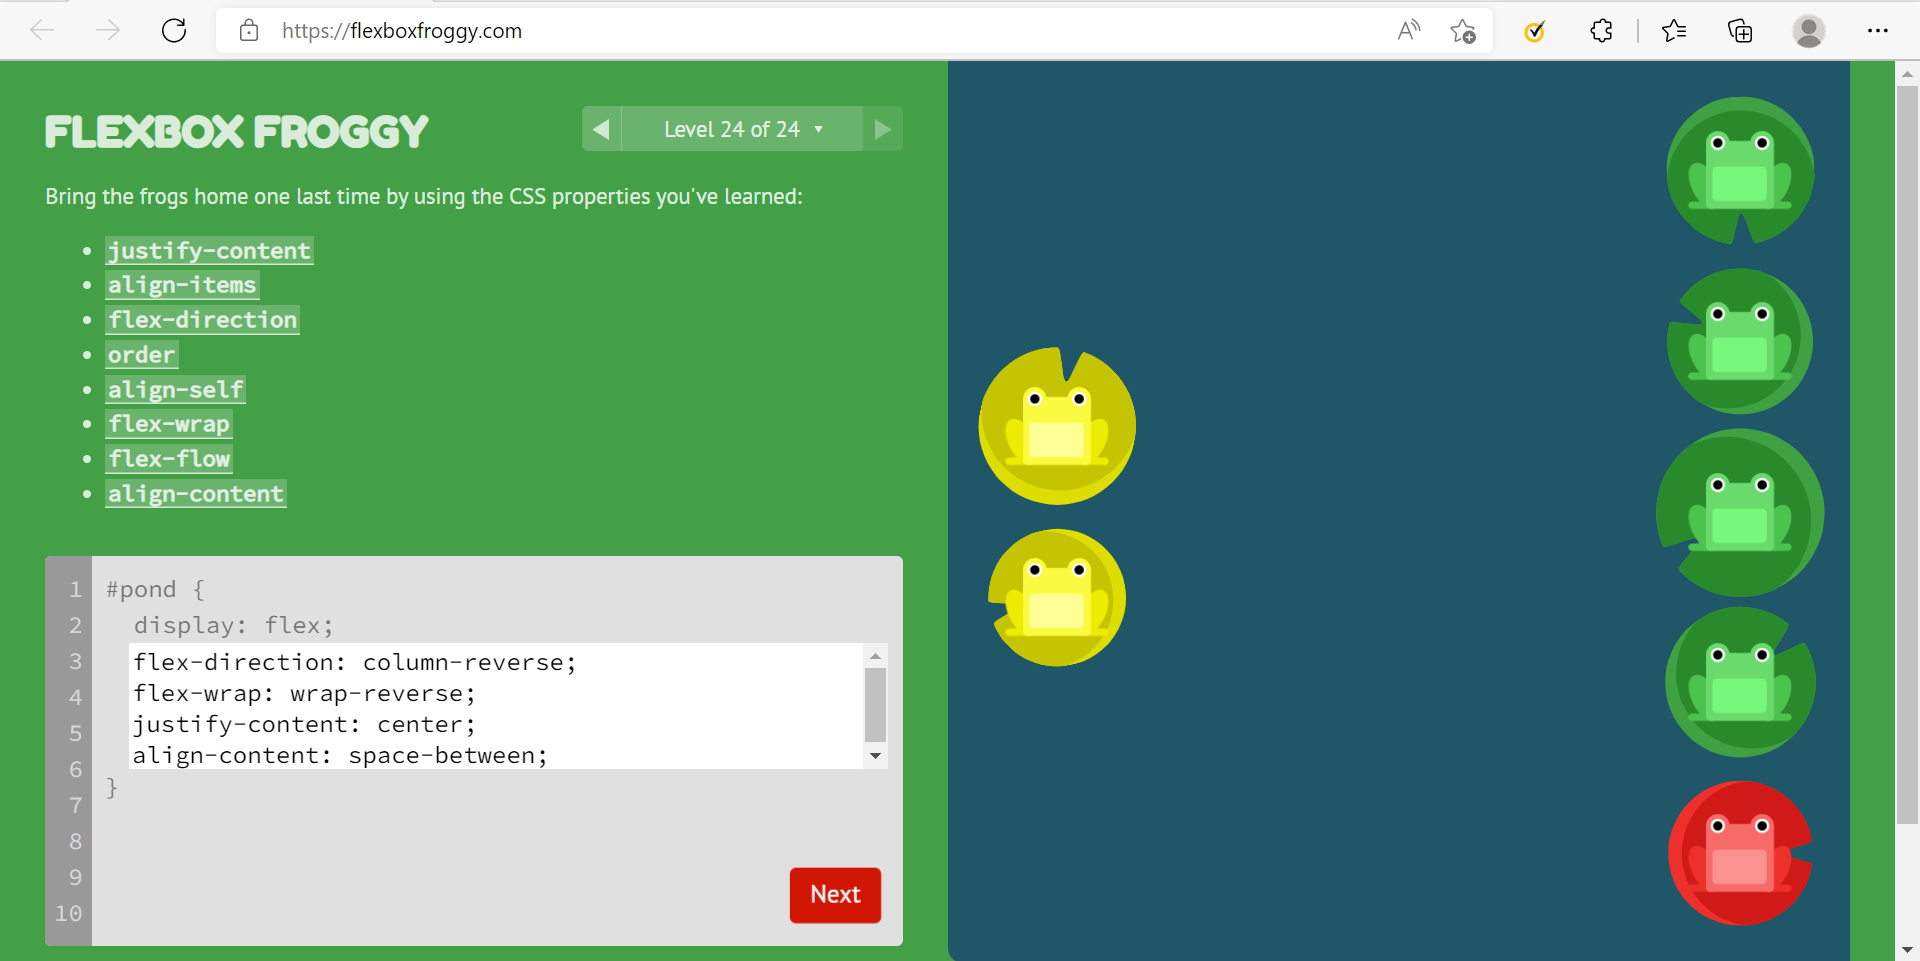 https://flexboxfroggy.com
FLEXBOX FROGGY
Level 24 of 24
Bring the frogs home one last time by using the CSS properties you've learned:
justify-content
align-items
flex-direction
order
align-self
flex-wrap
flex-flow
align-content
1 #pond {
2 display: flex;
3 flex-direction: column-reverse;
4 flex-wrap: wrap-reverse;
5 justify-content: center;
6 align-content: space-between;
7 }
8
9
10
Next